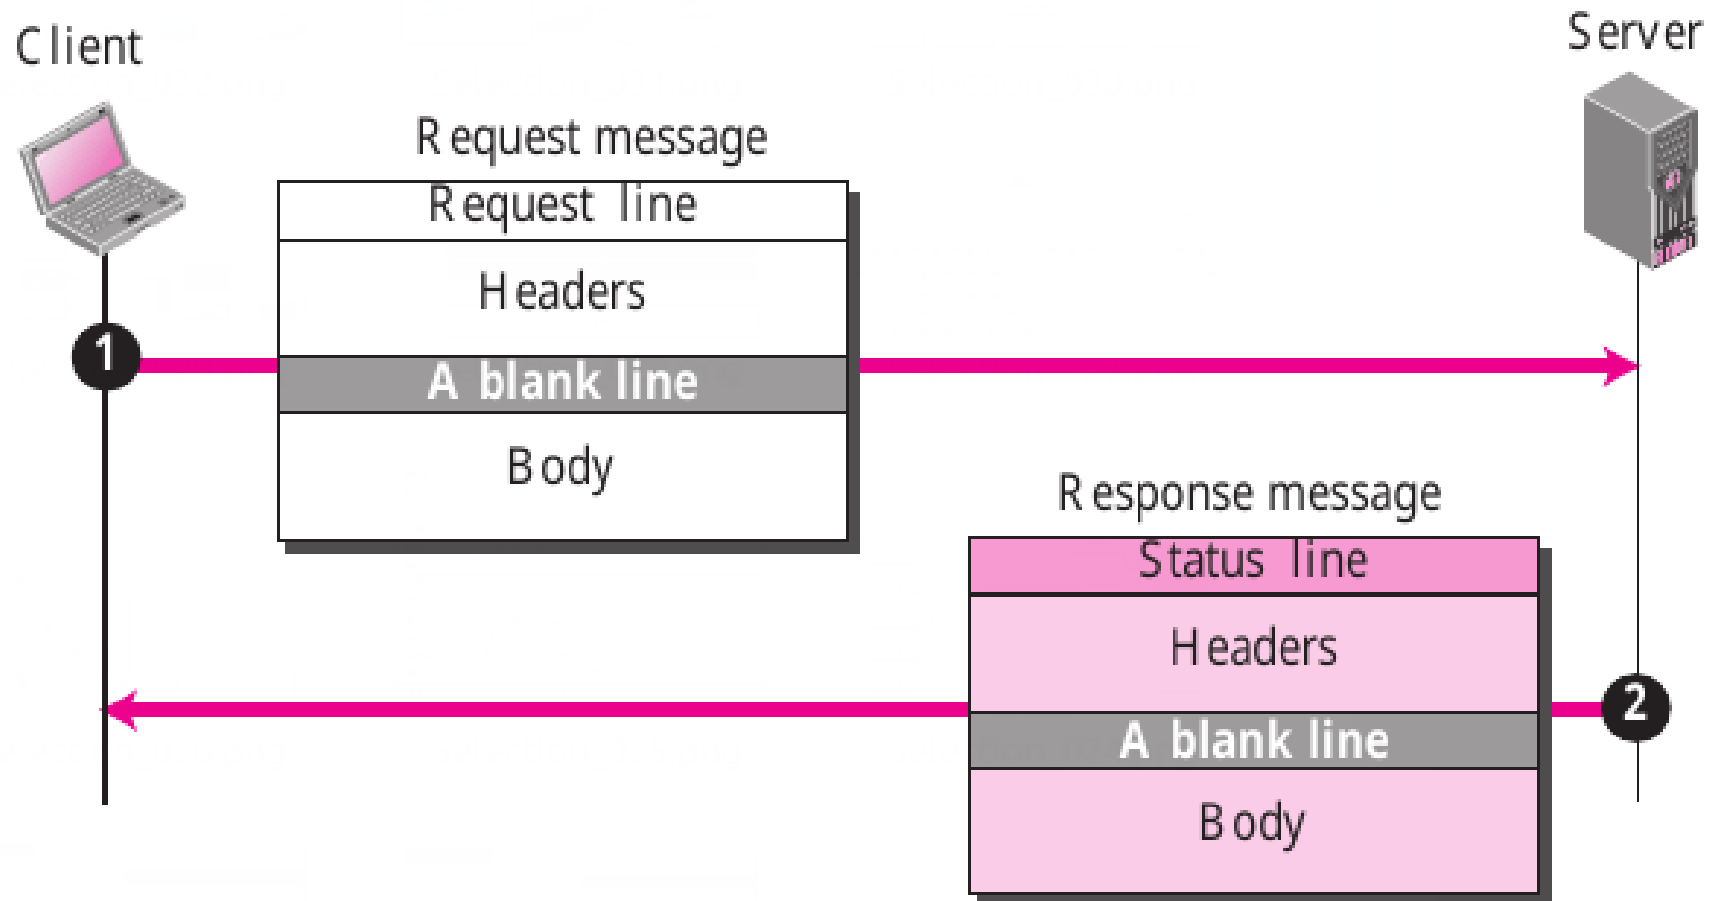 Client
Server
Request message
Request line
Headers
1
A blank line
Body
Response message
Status line
Headers
2
A blank line
Body